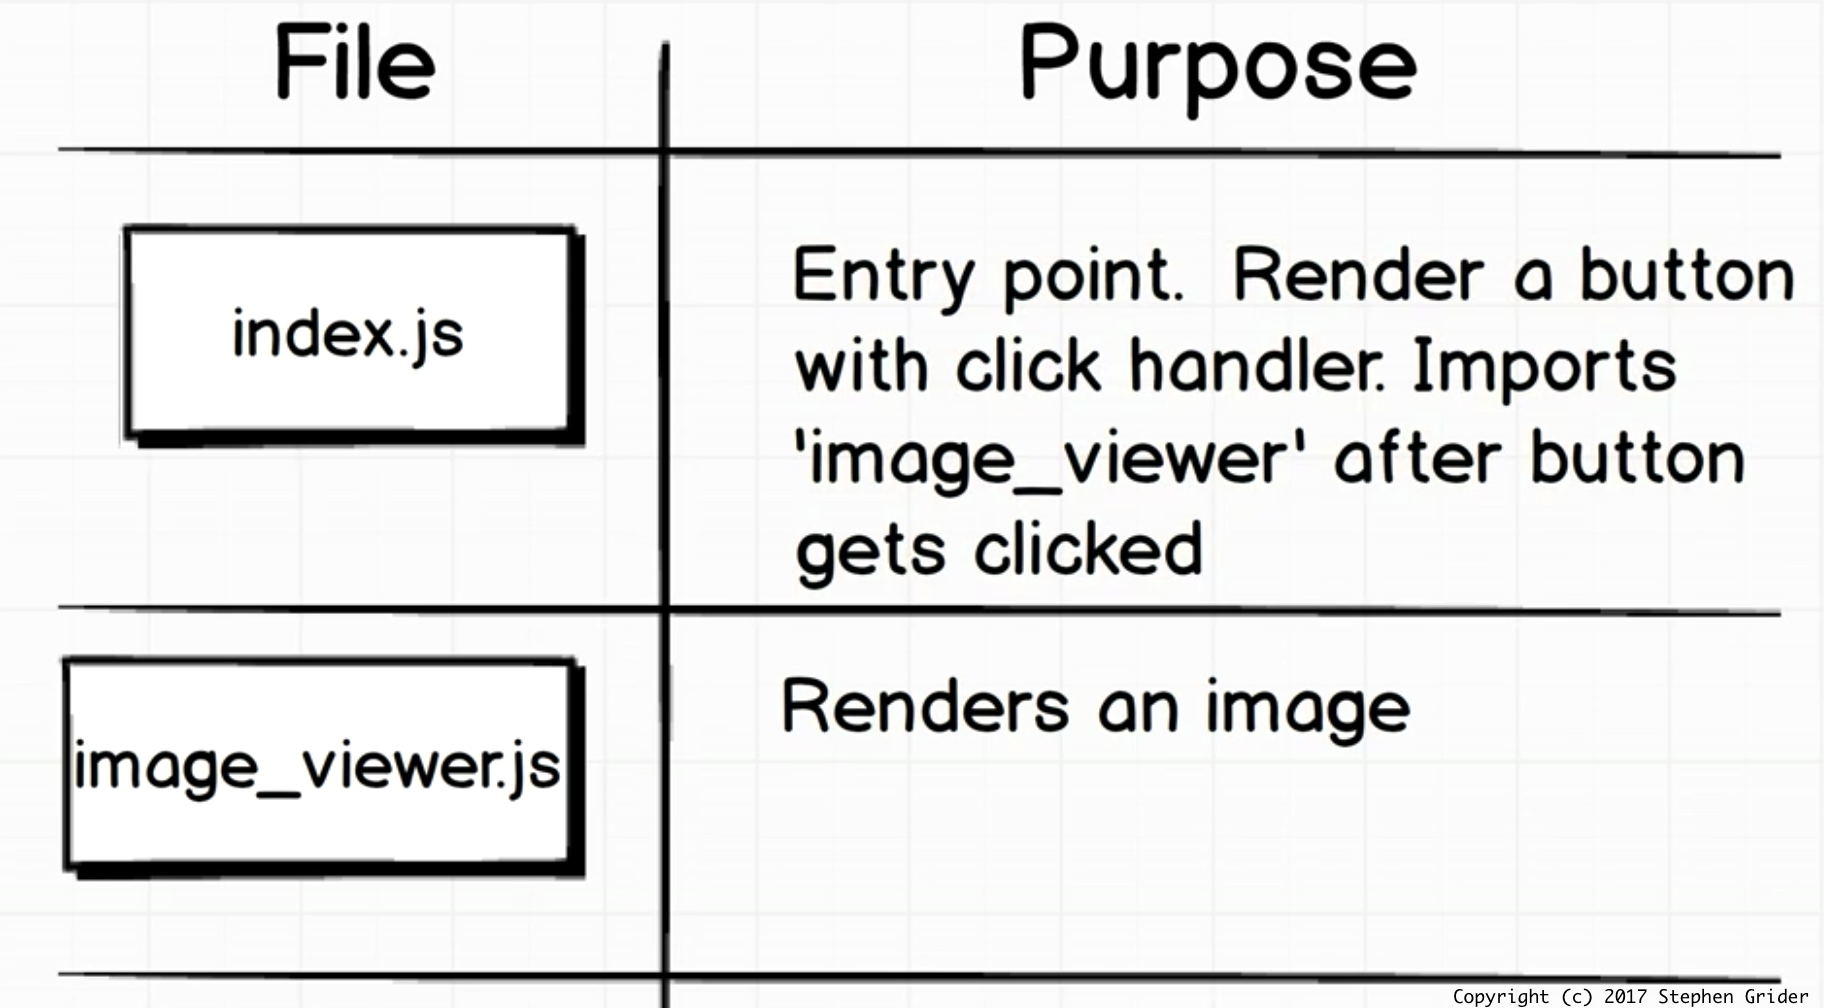 File
Purpose
index.js
Entry point.  Render a button
with click handler. Imports
'image_viewer' after button
gets clicked
image_viewer.js
Renders an image
Copyright (c) 2017 Stephen Grider